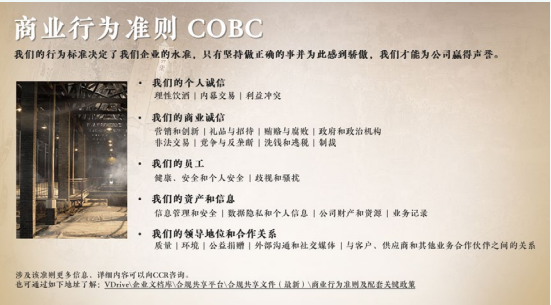 商业行为准则 COBC
我们的行为标准决定了我们企业的水准，只有坚持做正确的事并为此感到骄傲，我们才能为公司赢得声誉。
• 我们的个人诚信
理性饮酒 | 内幕交易 | 利益冲突
• 我们的商业诚信
营销和创新 | 礼品与招待 | 贿赂与腐败 | 政府和政治机构
非法交易 | 竞争与反垄断 | 洗钱和逃税 | 制裁
• 我们的员工
健康、安全和个人安全 | 歧视和骚扰
• 我们的资产和信息
信息管理和安全 | 数据隐私和个人信息 | 公司财产和资源 | 业务记录
• 我们的领导地位和合作关系
质量 | 环境 | 公益捐赠 | 外部沟通和社交媒体 | 与客户、供应商和其他业务合作伙伴之间的关系
涉及该准则更多信息、详细内容可以向CCR咨询。
也可通过如下地址了解：VDrive\企业文档库\合规共享平台\合规共享文件（最新）\商业行为准则及配套关键政策